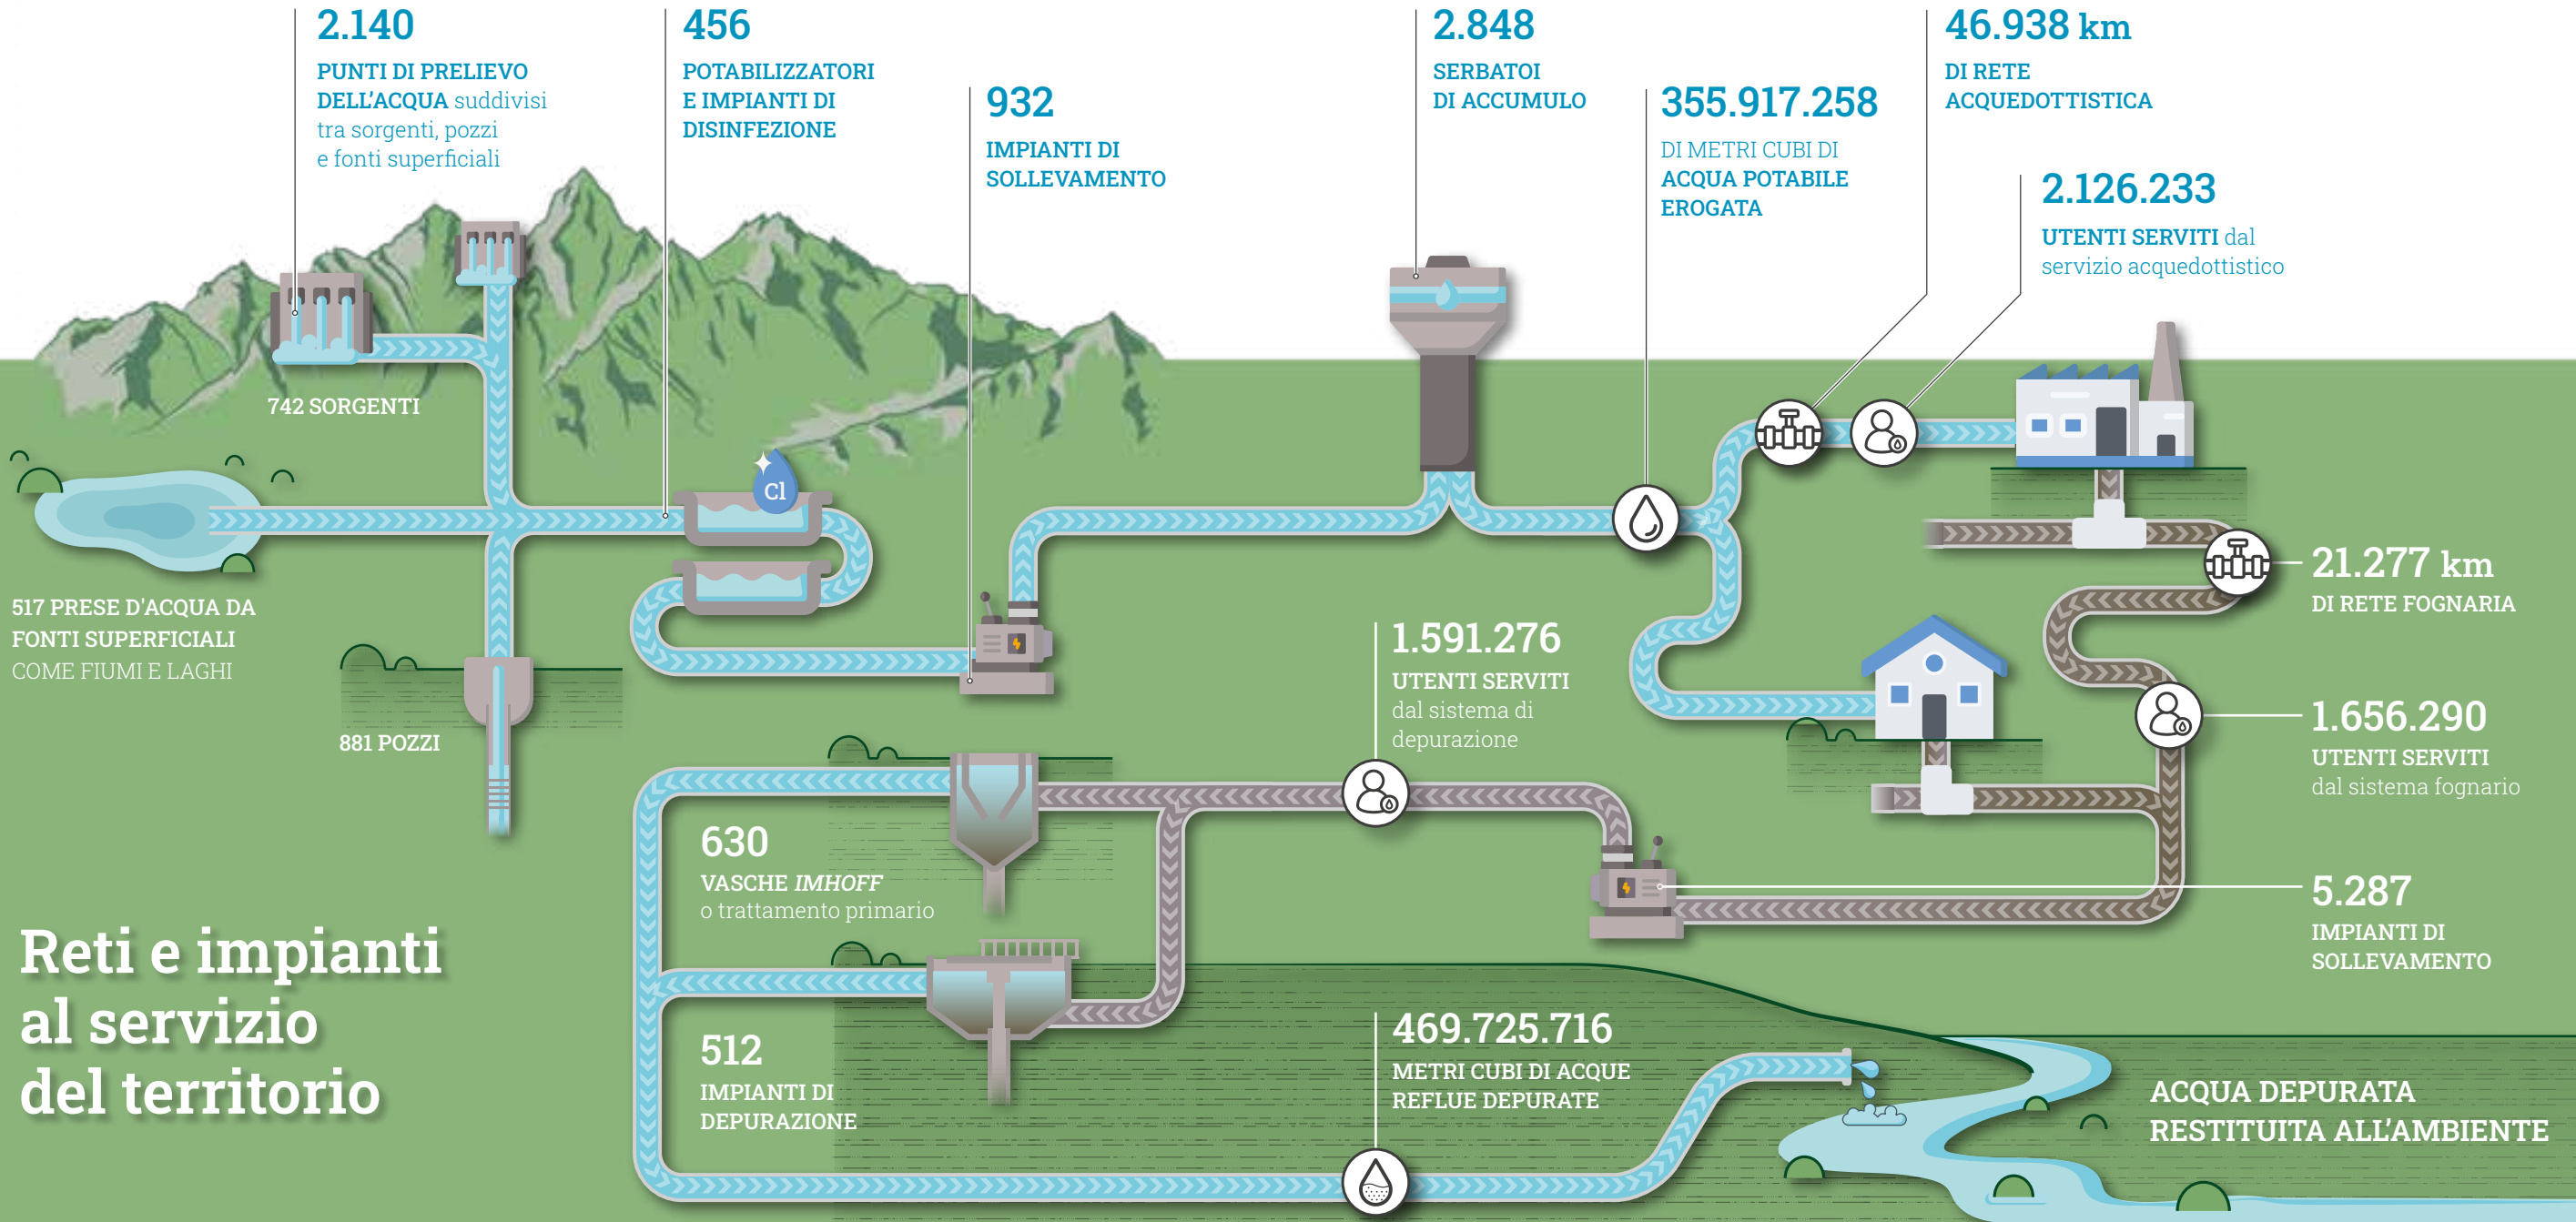 2.140
PUNTI DI PRELIEVO
DELL'ACQUA suddivisi
tra sorgenti, pozzi
e fonti superficiali
456
POTABILIZZATORI
E IMPIANTI DI
DISINFEZIONE
932
IMPIANTI DI
SOLLEVAMENTO
2.848
SERBATOI
DI ACCUMULO
355.917.258
DI METRI CUBI DI
ACQUA POTABILE
EROGATA
46.938 km
DI RETE
ACQUEDOTTISTICA
2.126.233
UTENTI SERVITI dal
servizio acquedottistico
742 SORGENTI
Cl
517 PRESE D'ACQUA DA
FONTI SUPERFICIALI
COME FIUMI E LAGHI
881 POZZI
21.277 km
DI RETE FOGNARIA
1.591.276
UTENTI SERVITI
dal sistema di
depurazione
1.656.290
UTENTI SERVITI
dal sistema fognario
630
VASCHE IMHOFF
o trattamento primario
5.287
IMPIANTI DI
SOLLEVAMENTO
Reti e impianti
al servizio
del territorio
512
IMPIANTI DI
DEPURAZIONE
469.725.716
METRI CUBI DI ACQUE
REFLUE DEPURATE
ACQUA DEPURATA
RESTITUITA ALL'AMBIENTE